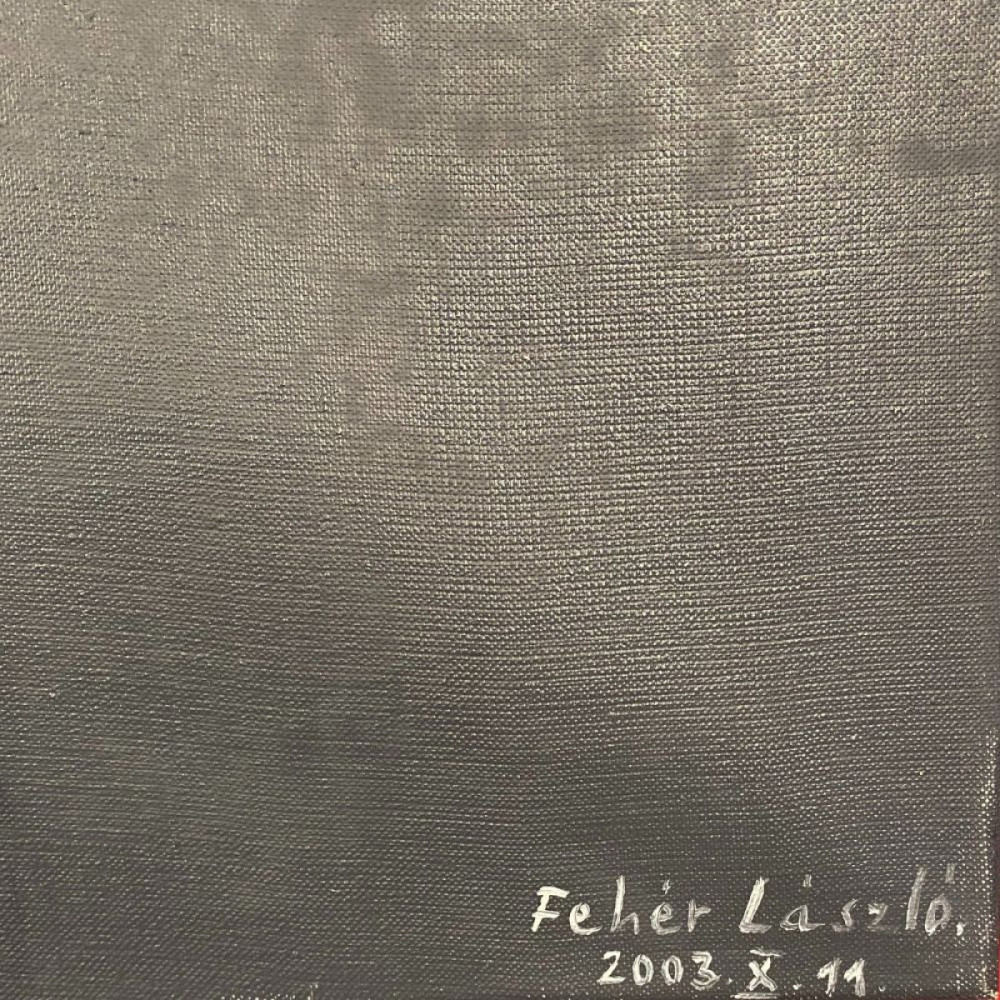 Fehér László.
2003. X. 11.